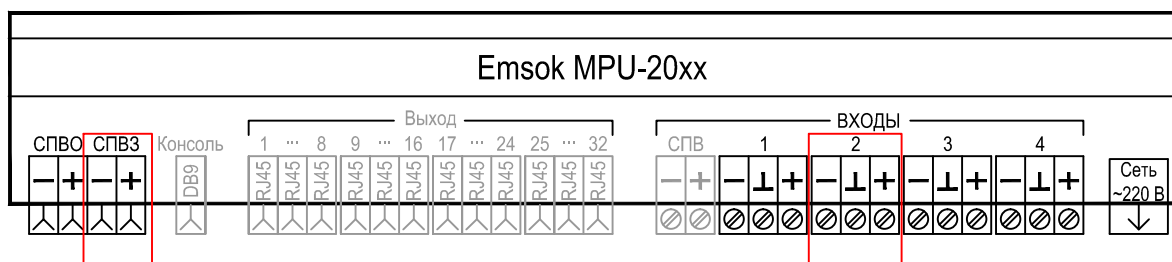 Emsok MPU-20xx
Выход
ВХОДЫ
СПВО СПВЗ Консоль 1 ... 8 9 ... 16 17 ... 24 25 ... 32 СПВ 1 2 3 4
− + − + DB9 RJ45 RJ45 RJ45 RJ45 RJ45 RJ45 RJ45 RJ45 RJ45 RJ45 RJ45 RJ45 − + − ⊥ + − ⊥ + − ⊥ + − ⊥ + Сеть
~220 В